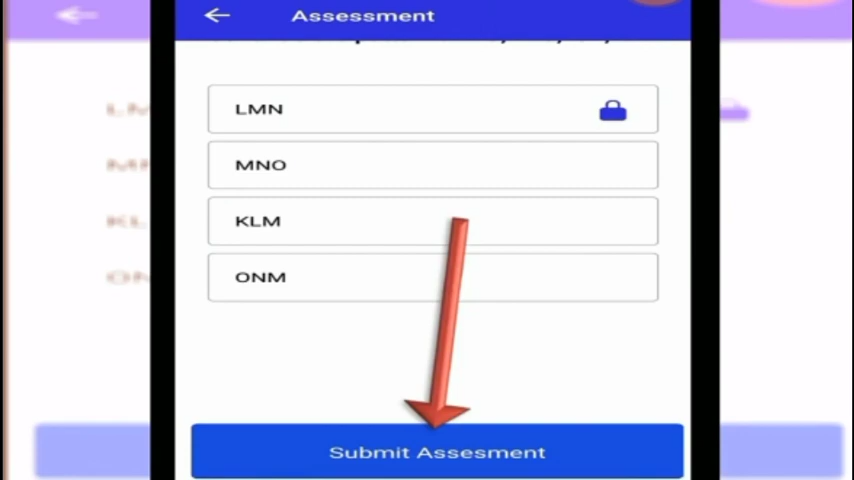 Assessment
LMN
MNO
KLM
ONM
Submit Assesment